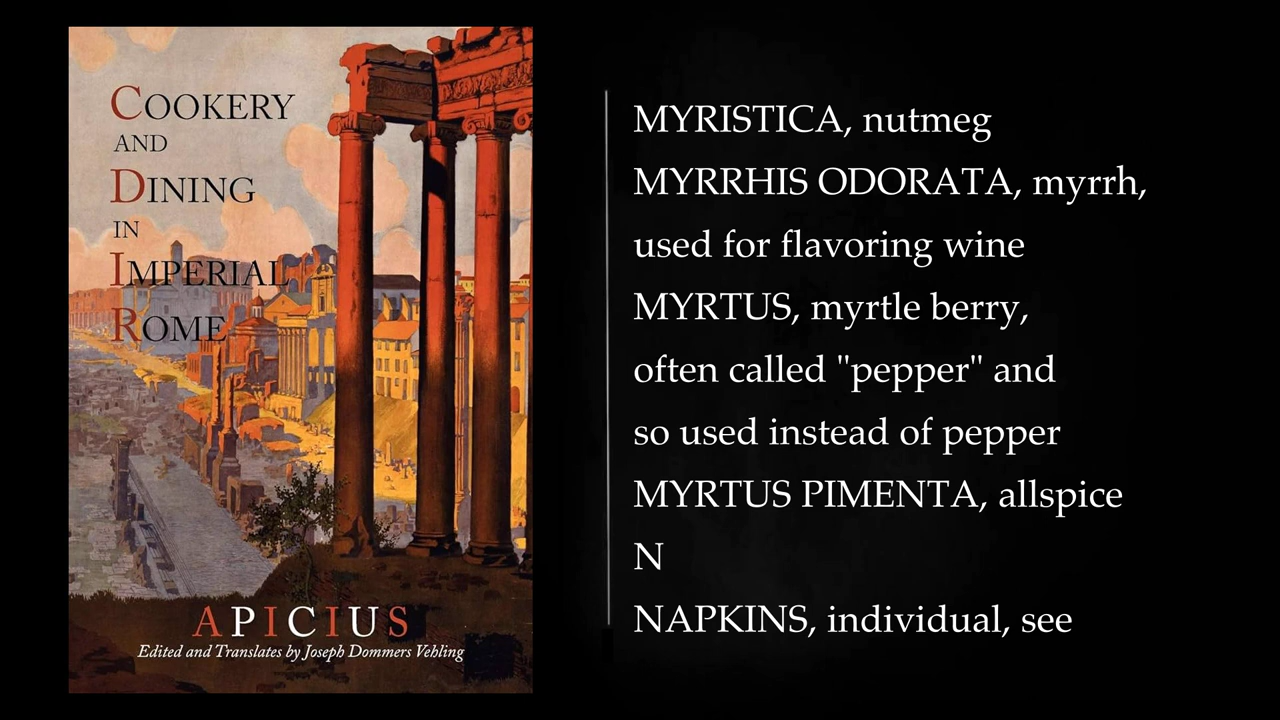 COOKERY
AND
DINING
IN
IMPERIAL
ROME
APICIUS
Edited and Translates by Joseph Dommers Vehling
MYRISTICA, nutmeg
MYRRHIS ODORATA, myrrh,
used for flavoring wine
MYRTUS, myrtle berry,
often called "pepper" and
so used instead of pepper
MYRTUS PIMENTA, allspice
N
NAPKINS, individual, see